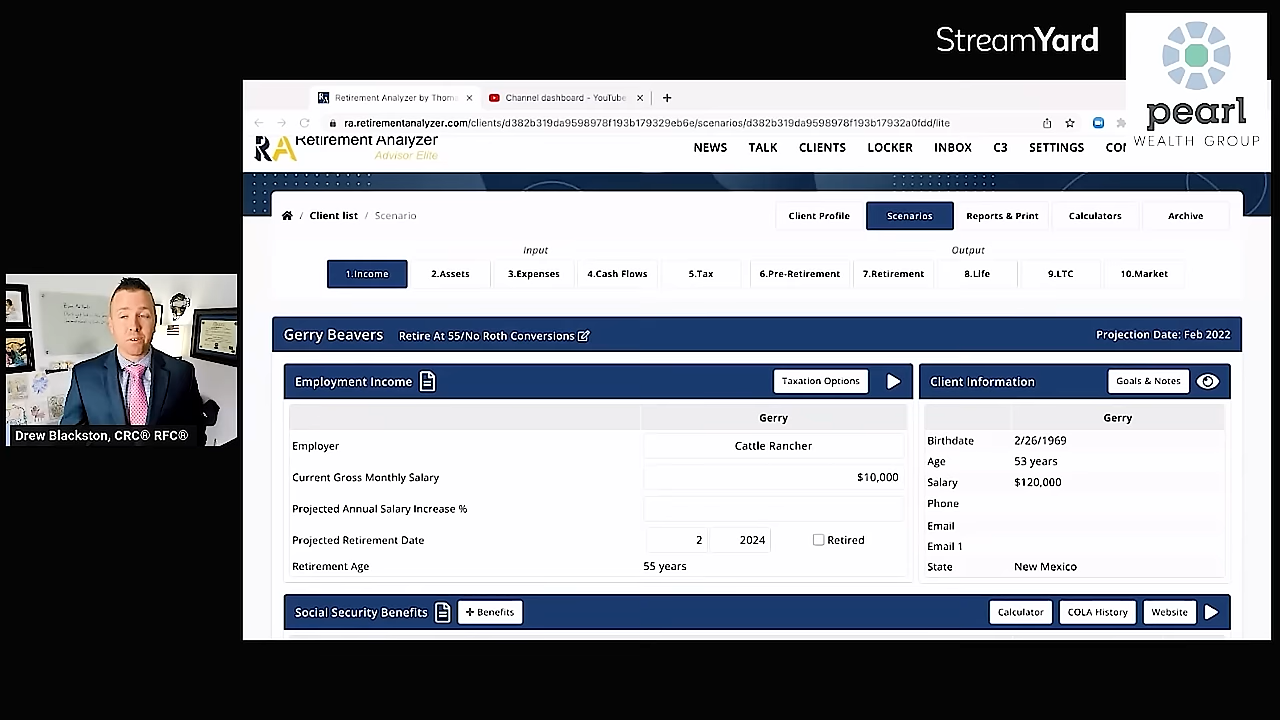 StreamYard
pearl
WEALTH GROUP
Retirement Analyzer by Thom
Channel dashboard - YouTube
ra.retirementanalyzer.com/clients/d382b319da9598978f193b179329eb6e/scenarios/d382b319da9598978f193b17932a0fdd/lite
RA Retirement Analyzer
Advisor Elite
NEWS TALK CLIENTS LOCKER INBOX C3 SETTINGS CO
/ Client list / Scenario
Client Profile Scenarios Reports & Print Calculators Archive
Input Output
1.Income 2.Assets 3.Expenses 4.Cash Flows 5.Tax 6.Pre-Retirement 7.Retirement 8.Life 9.LTC 10.Market
Gerry Beavers Retire At 55/No Roth Conversions Projection Date: Feb 2022
Employment Income Taxation Options
Gerry
Employer Cattle Rancher
Current Gross Monthly Salary $10,000
Projected Annual Salary Increase %
Projected Retirement Date 2 2024 Retired
Retirement Age 55 years
Client Information Goals & Notes
Gerry
Birthdate 2/26/1969
Age 53 years
Salary $120,000
Phone
Email
Email 1
State New Mexico
Social Security Benefits + Benefits Calculator COLA History Website
Drew Blackston, CRC® RFC®